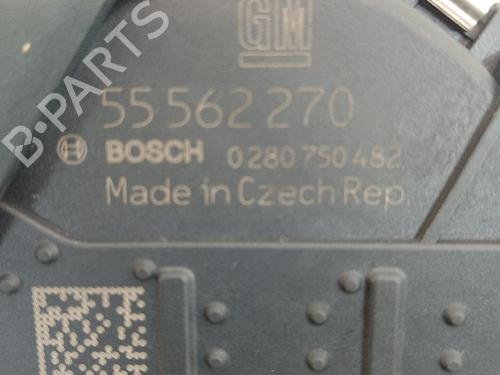 GM
55 562 270
BOSCH 0 280 750 482
Made in Czech Rep.
B-PARTS